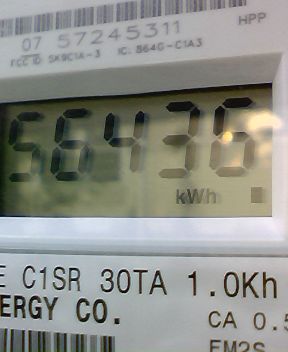 07 57245311 HPP
FCC ID: SK9C1A-3 IC: 864G-C1A3
56436
kWh
E C1SR 30TA 1.0Kh
ERGY CO. CA 0.5
EM2S